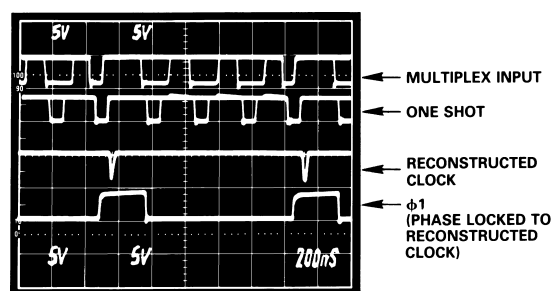 5V 5V
100
90
0
5V 5V 200nS
MULTIPLEX INPUT
ONE SHOT
RECONSTRUCTED
CLOCK
ϕ1
(PHASE LOCKED TO
RECONSTRUCTED
CLOCK)